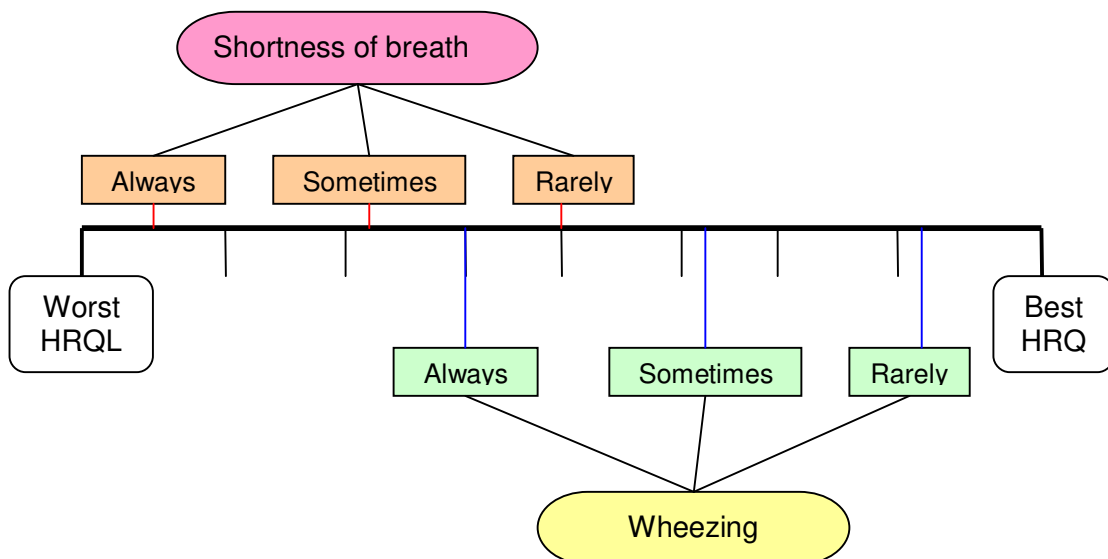 Shortness of breath
Always
Sometimes
Rarely
Worst
HRQL
Best
HRQ
Always
Sometimes
Rarely
Wheezing